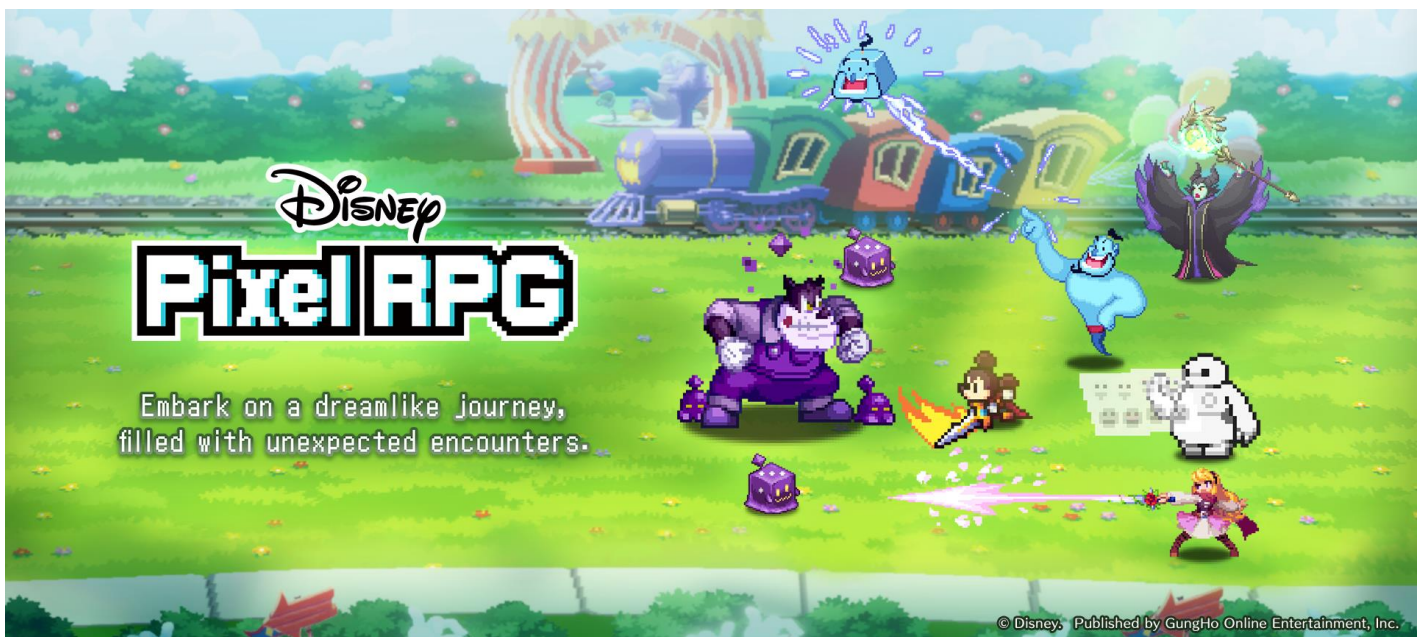 Disney
Pixel RPG
Embark on a dreamlike journey,
filled with unexpected encounters.
© Disney. Published by GungHo Online Entertainment, Inc.